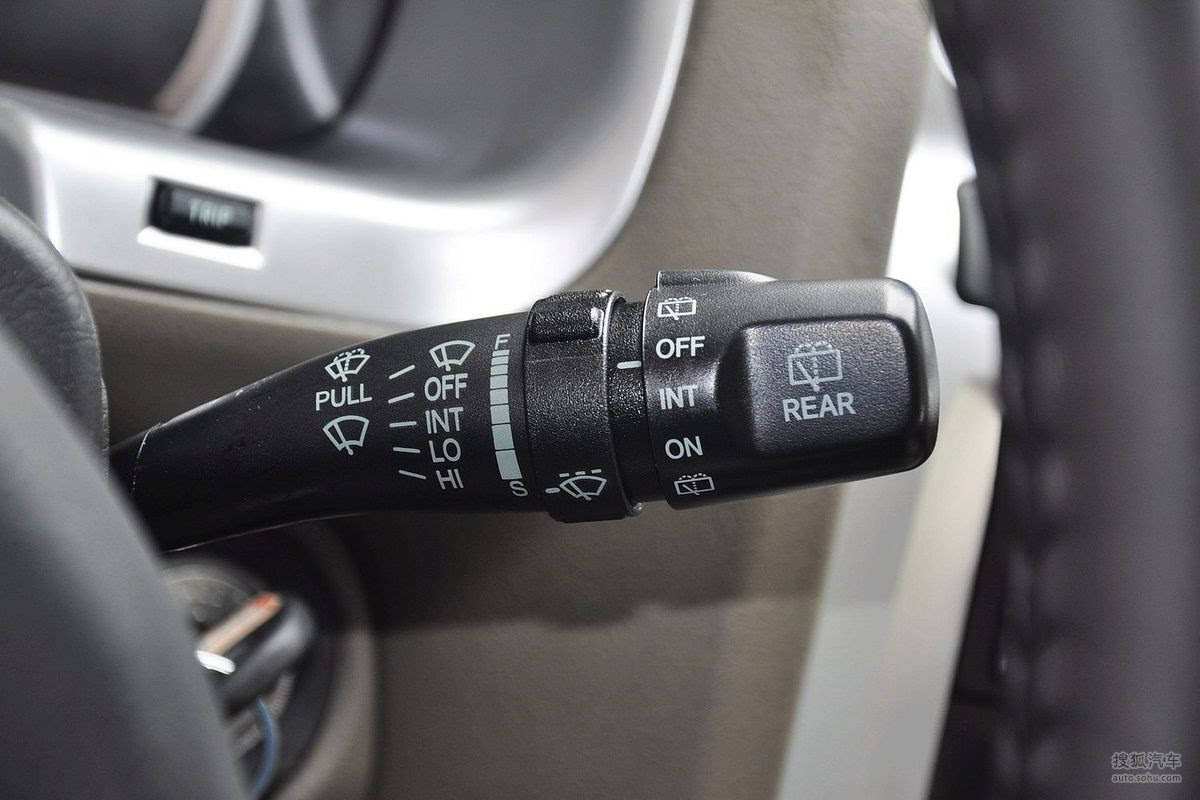 TRIP
PULL
OFF
INT
LO
HI
F
S
OFF
INT
ON
REAR
搜狐汽车
auto.sohu.com